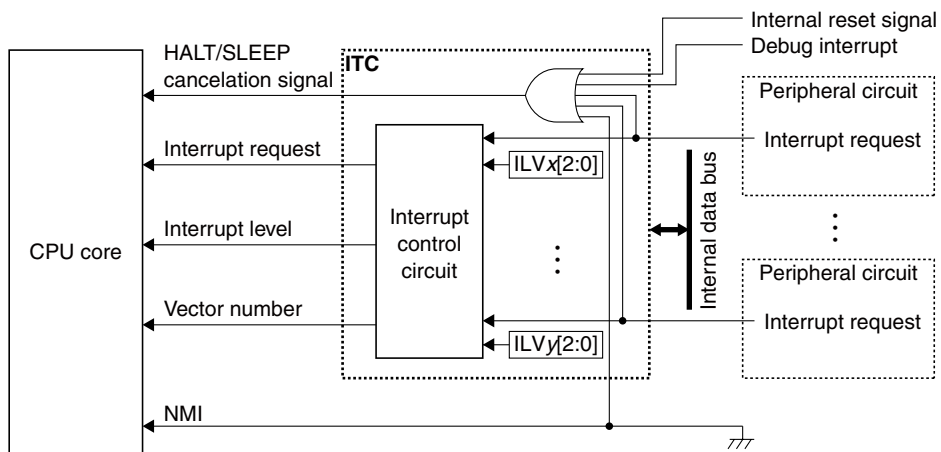 Internal reset signal
Debug interrupt
HALT/SLEEP
cancelation signal
ITC
Peripheral circuit
Interrupt request
Interrupt request
ILVx[2:0]
Internal data bus
CPU core
Interrupt level
Interrupt
control
circuit
Peripheral circuit
Vector number
Interrupt request
ILVy[2:0]
NMI